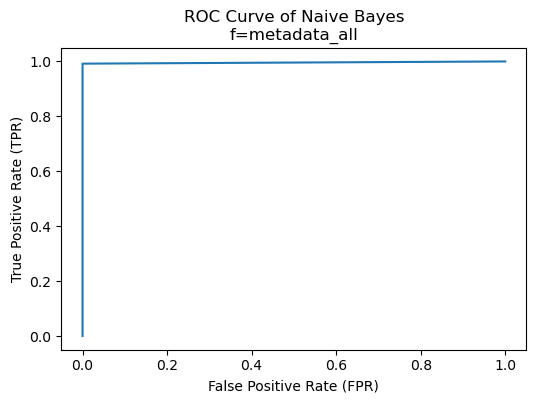 ROC Curve of Naive Bayes
f=metadata_all
1.0
0.8
0.6
0.4
0.2
0.0
True Positive Rate (TPR)
0.0 0.2 0.4 0.6 0.8 1.0
False Positive Rate (FPR)